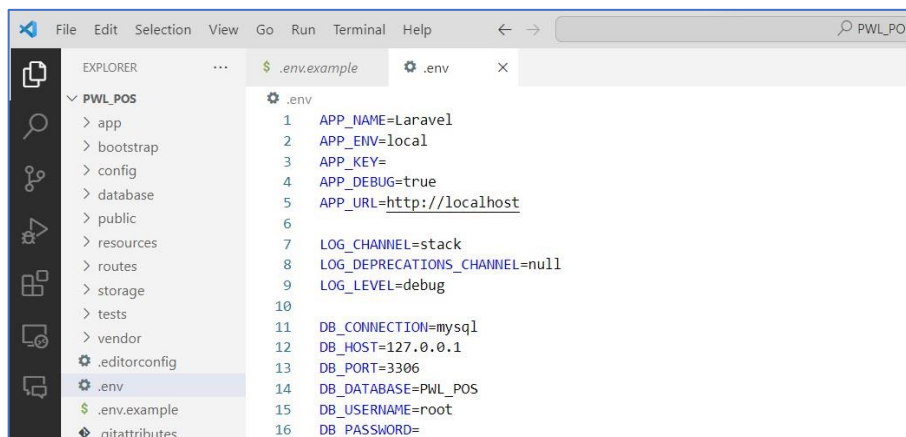 File Edit Selection View Go Run Terminal Help
PWL_PO
EXPLORER ...
PWL_POS
app
bootstrap
config
database
public
resources
routes
storage
tests
vendor
.editorconfig
.env
$ .env.example
.gitattributes
$ .env.example
.env
.env
1 APP_NAME=Laravel
2 APP_ENV=local
3 APP_KEY=
4 APP_DEBUG=true
5 APP_URL=http://localhost
6
7 LOG_CHANNEL=stack
8 LOG_DEPRECATIONS_CHANNEL=null
9 LOG_LEVEL=debug
10
11 DB_CONNECTION=mysql
12 DB_HOST=127.0.0.1
13 DB_PORT=3306
14 DB_DATABASE=PWL_POS
15 DB_USERNAME=root
16 DB_PASSWORD=